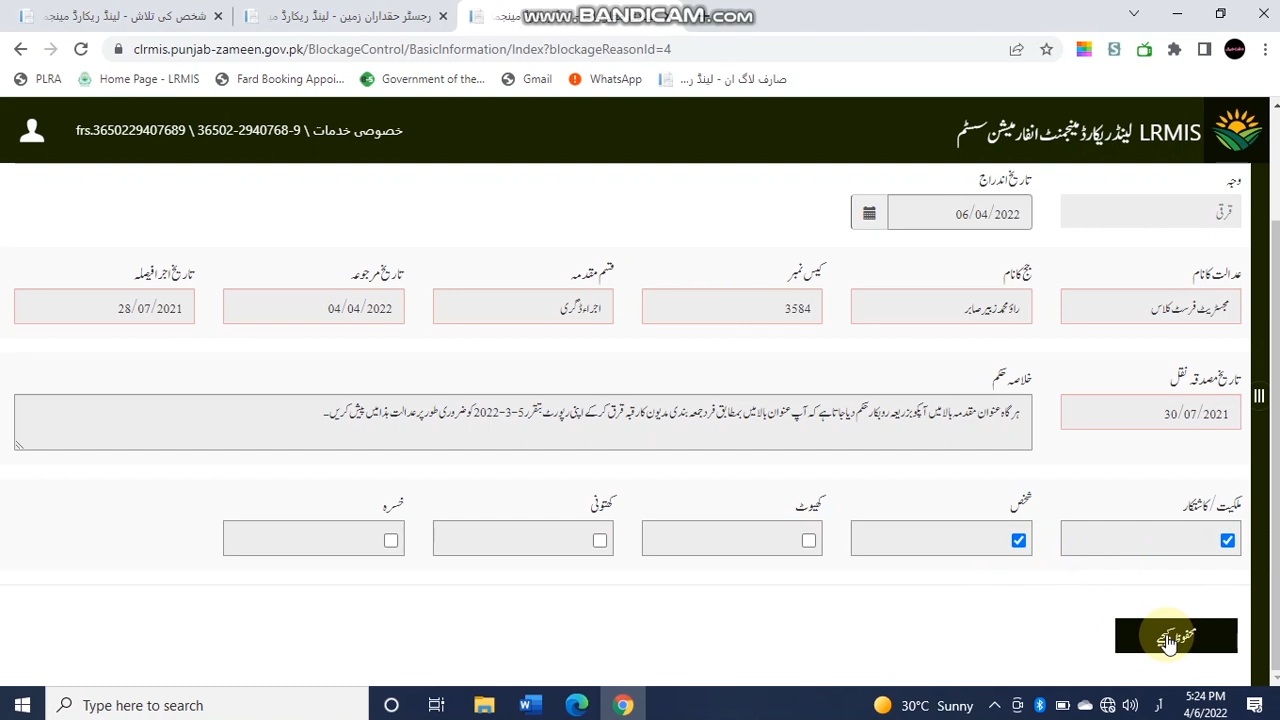 شخص کی تلاش - لینڈ ریکارڈ
رجسٹر حقداران زمین - لینڈ ریکارڈ
WWW.BANDICAM.COM
clrmis.punjab-zameen.gov.pk/BlockageControl/BasicInformation/Index?blockageReasonId=4
PLRA Home Page - LRMIS Fard Booking Appoi... Government of the... Gmail WhatsApp صارف لاگ ان - لینڈ ر...
LRMIS لینڈ ریکارڈ مینجمنٹ انفارمیشن سسٹم
خصوصی خدمات \ 36502-2940768-9 \ frs.3650229407689
وجہ تاریخ اندراج
قرقی 06/04/2022
عدالت کا نام جج کا نام کیس نمبر قسم مقدمہ تاریخ مرجوعہ تاریخ اجرا فیصلہ
مجسٹریٹ فرسٹ کلاس راؤ محمد زبیر صابر 3584 اجراء ڈگری 04/04/2022 28/07/2021
تاریخ مصدقہ نقل خلاصہ حکم
30/07/2021 ہر گاہ عنوان مقدمہ بالا میں آپکو بزریعہ روبکار حکم دیا جاتا ہے کہ آپ عنوان بالا میں بمطابق فرد جمعبندی مدیون کا رقبہ قرق کر کے اپنی رپورٹ بتقرر 5-3-2022 کو ضروری طور پر عدالت ہذا میں پیش کریں۔
ملکیت/کاشتکار شخص کھیوٹ کھتونی خسرہ
محفوظ کیجیے
Type here to search
30°C Sunny
5:24 PM
4/6/2022